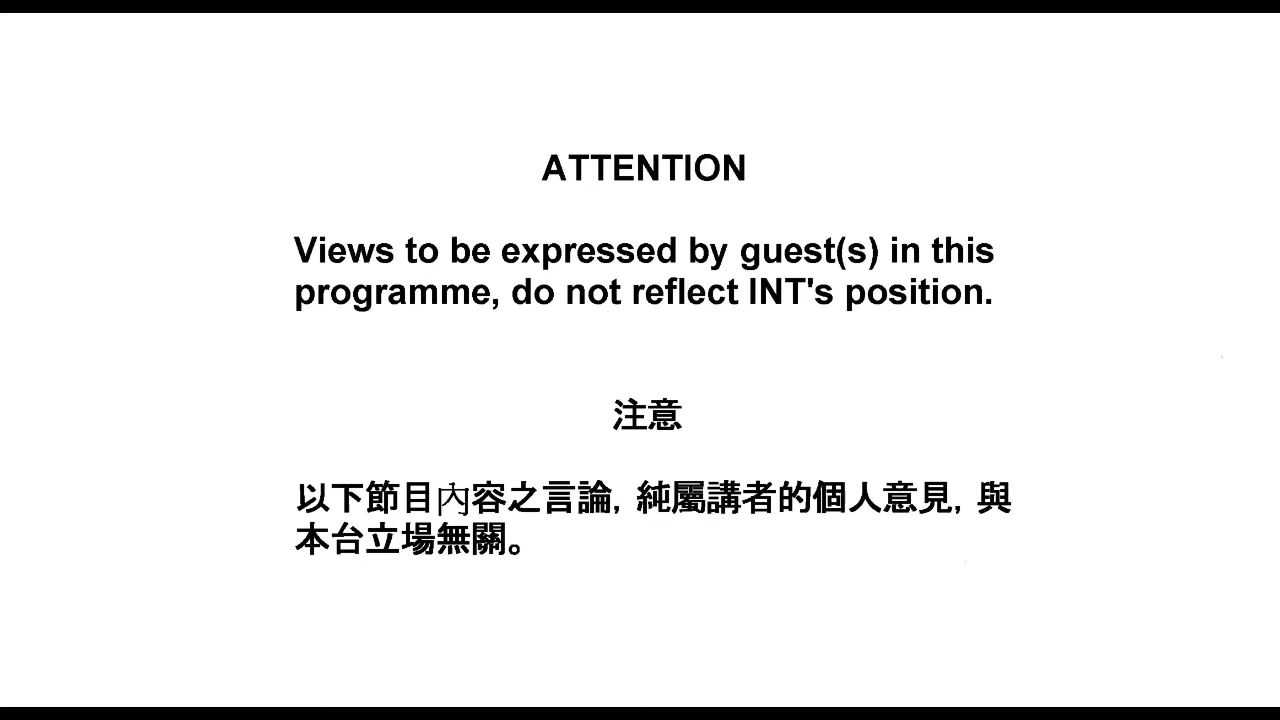 ATTENTION
Views to be expressed by guest(s) in this
programme, do not reflect INT's position.
注意
以下節目內容之言論, 純屬講者的個人意見, 與
本台立場無關。